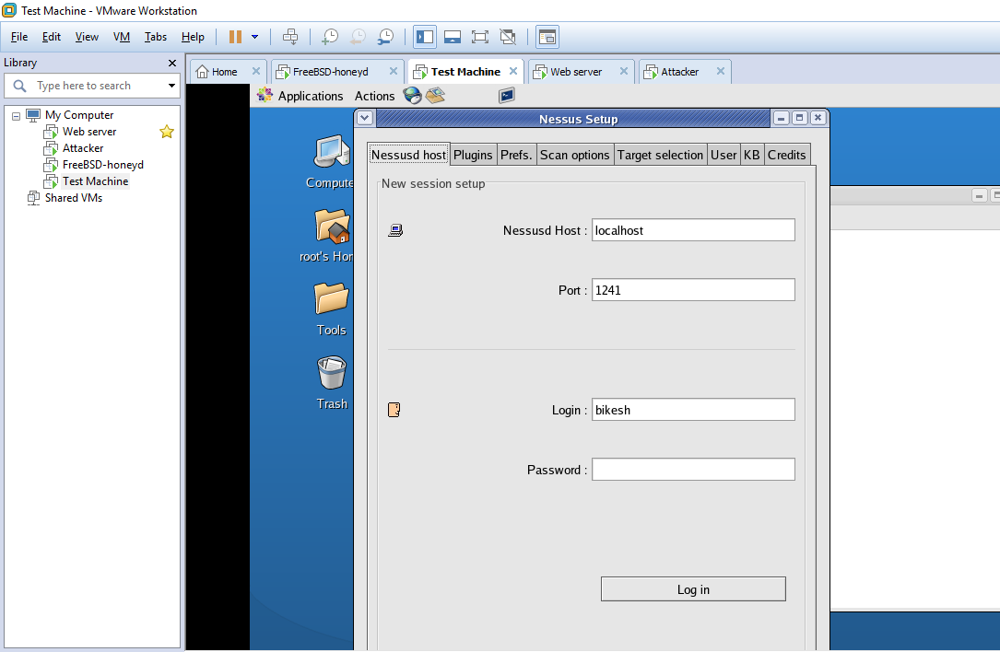 Test Machine - VMware Workstation
File Edit View VM Tabs Help
Library
Type here to search
My Computer
Web server
Attacker
FreeBSD-honeyd
Test Machine
Shared VMs
Home FreeBSD-honeyd Test Machine Web server Attacker
Applications Actions
Compute
root's Hor
Tools
Trash
Nessus Setup
Nessusd host Plugins Prefs. Scan options Target selection User KB Credits
New session setup
Nessusd Host : localhost
Port : 1241
Login : bikesh
Password :
Log in